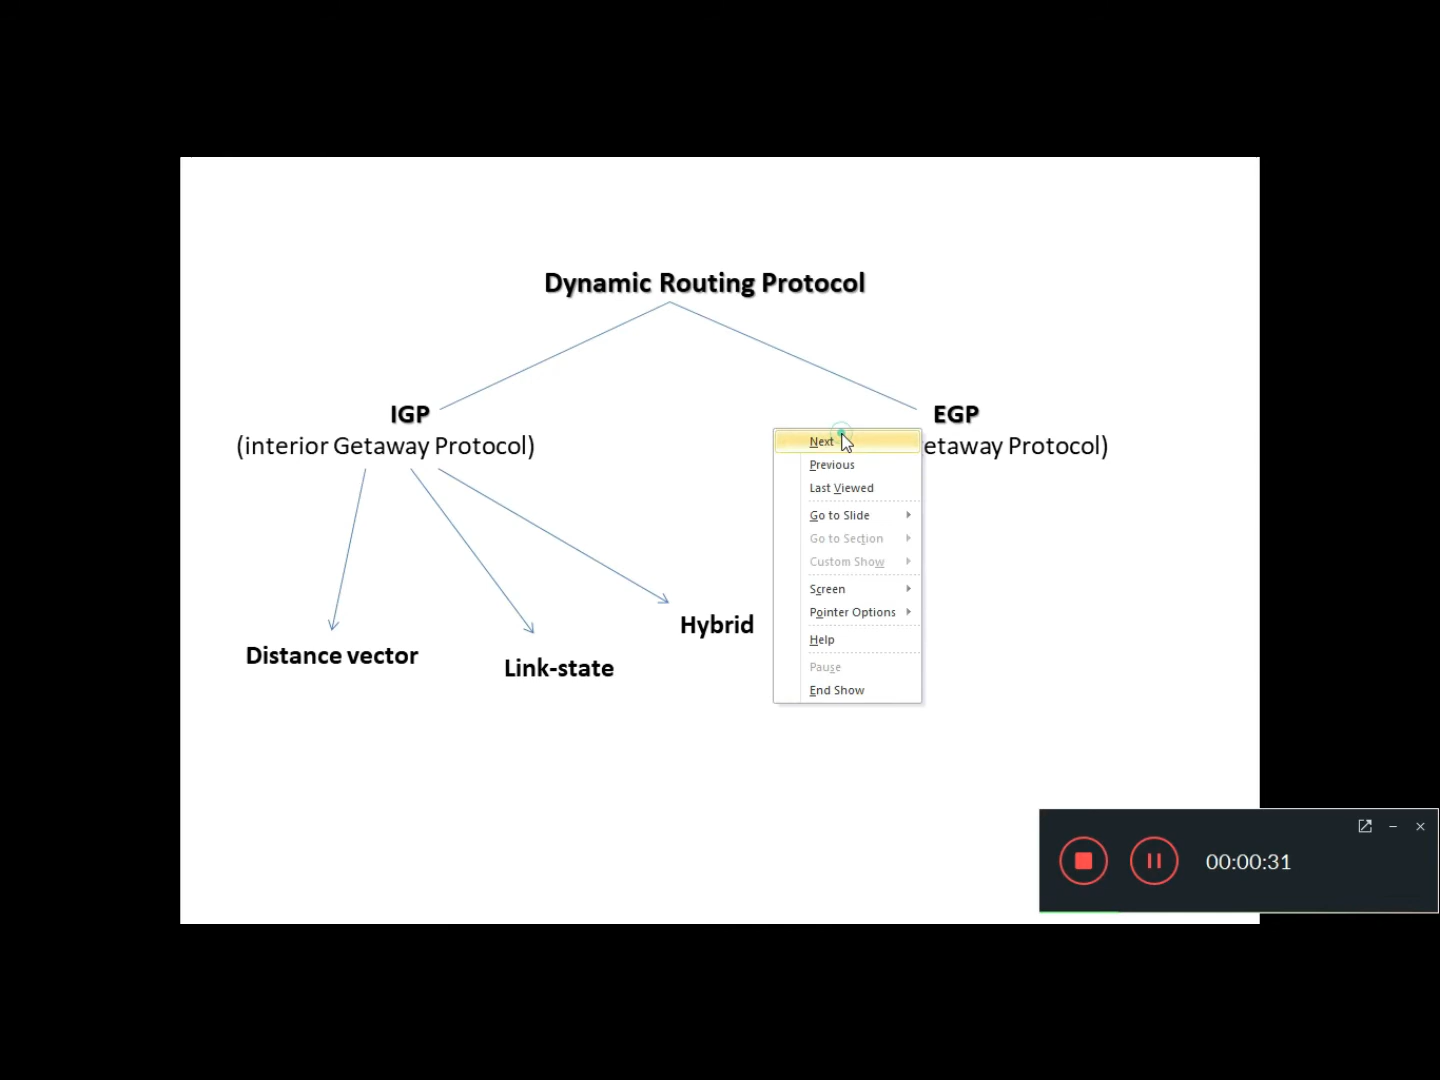 Dynamic Routing Protocol
IGP
(interior Getaway Protocol)
EGP
etaway Protocol)
Distance vector
Link-state
Hybrid
Next
Previous
Last Viewed
Go to Slide
Go to Section
Custom Show
Screen
Pointer Options
Help
Pause
End Show
00:00:31